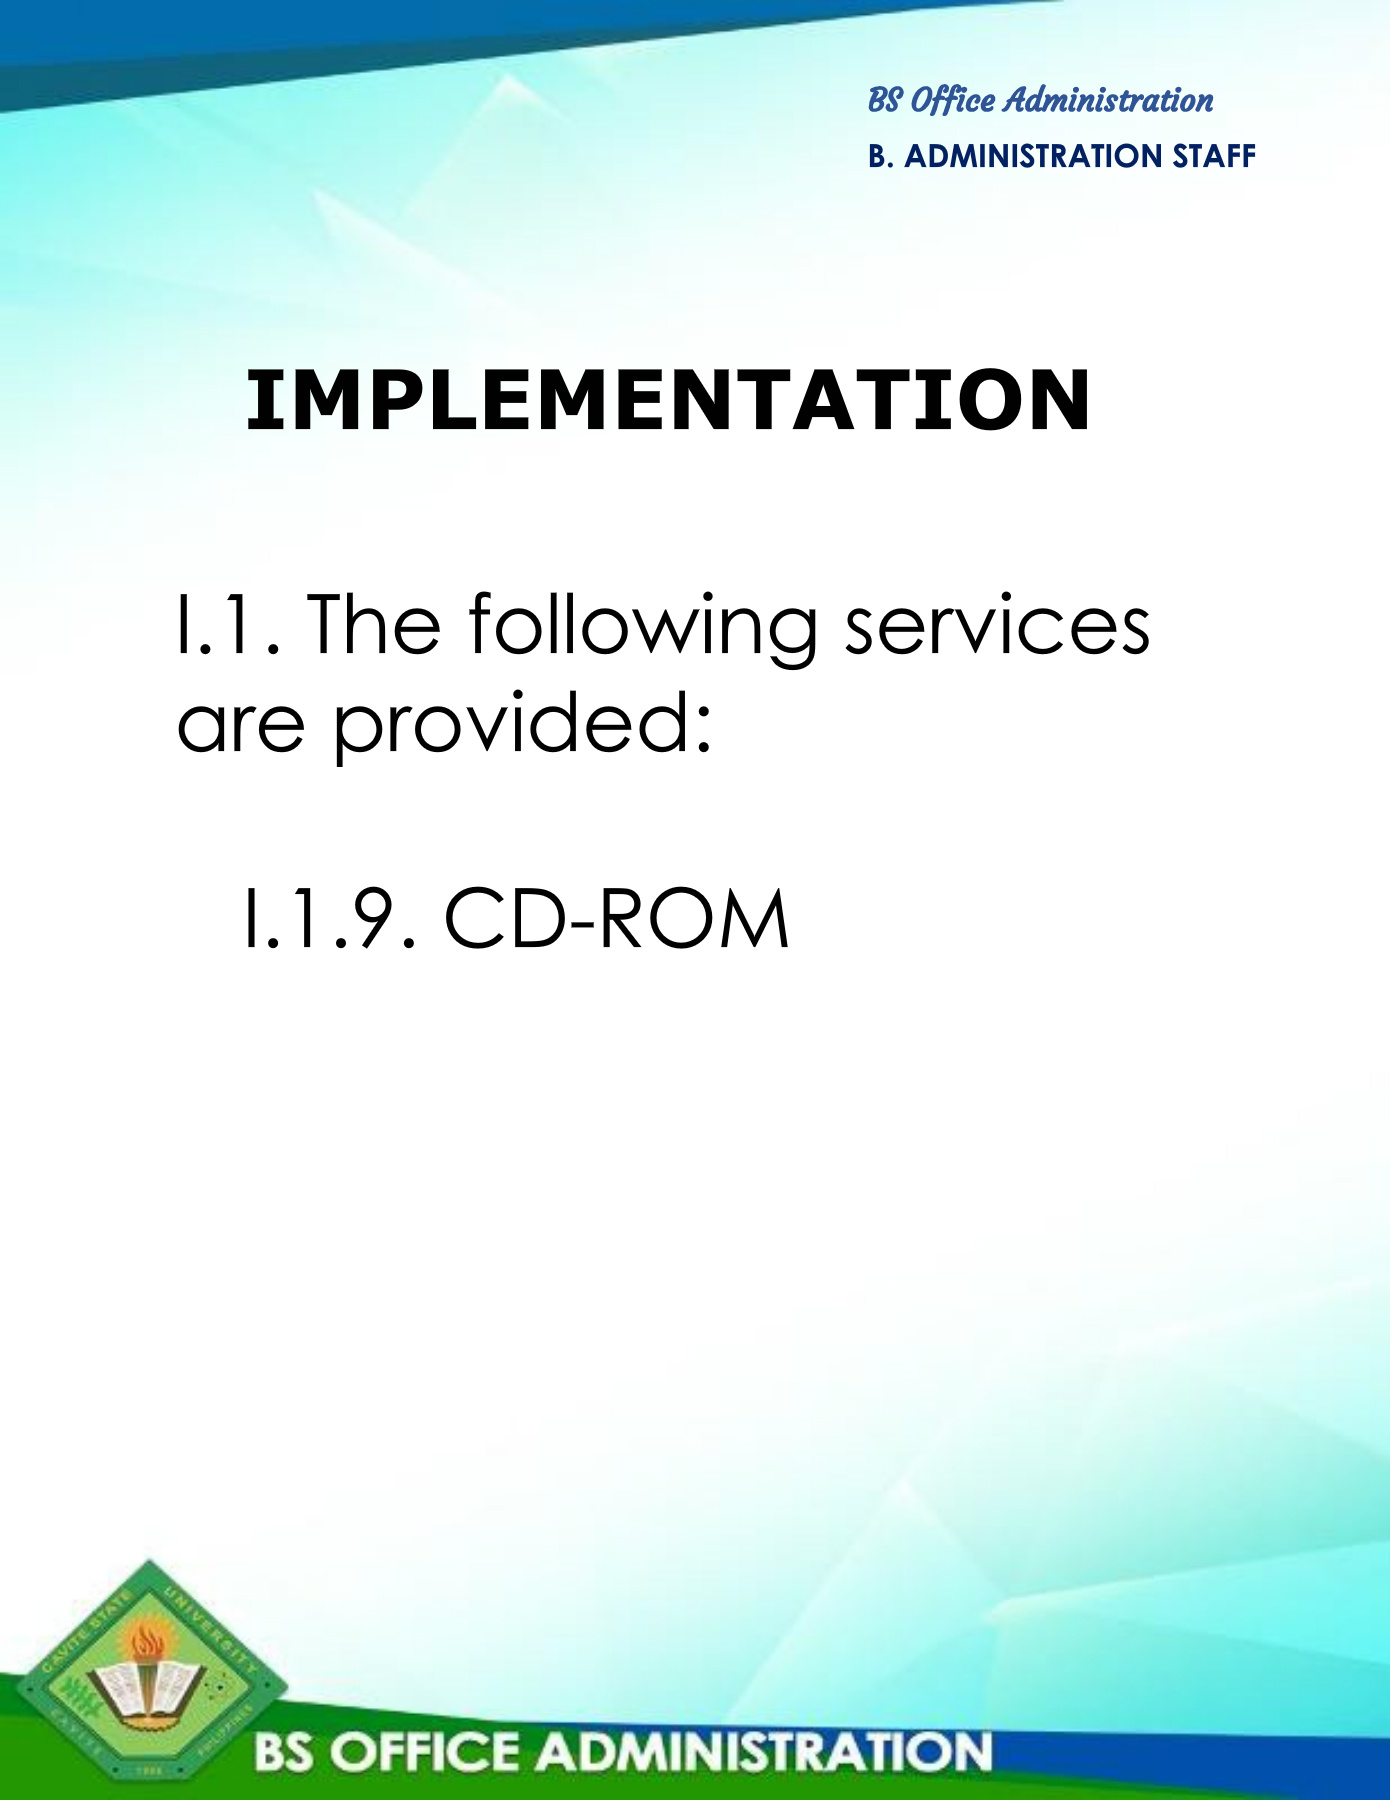 BS Office Administration
B. ADMINISTRATION STAFF
IMPLEMENTATION
I.1. The following services
are provided:
I.1.9. CD-ROM
CAVITE STATE UNIVERSITY
CAVITE PHILIPPINES
1906
BS OFFICE ADMINISTRATION